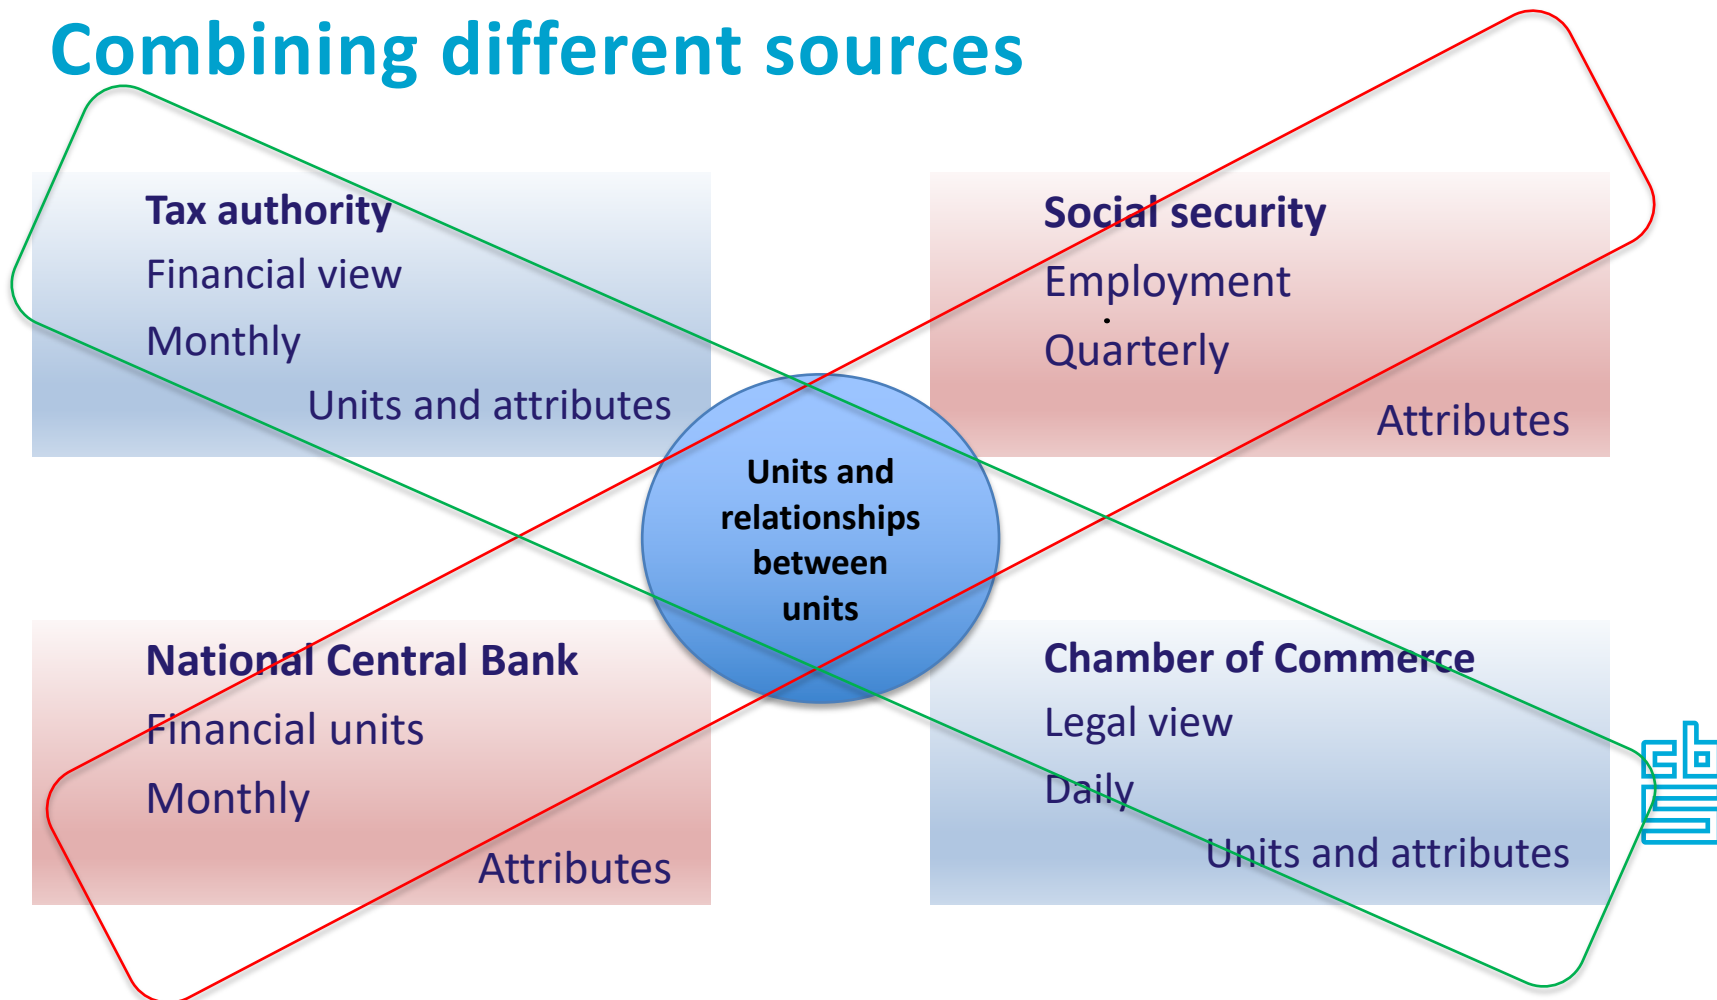 Combining different sources
Tax authority
Financial view
Monthly
Units and attributes
Social security
Employment
Quarterly
Attributes
Units and
relationships
between
units
National Central Bank
Financial units
Monthly
Attributes
Chamber of Commerce
Legal view
Daily
Units and attributes
cb